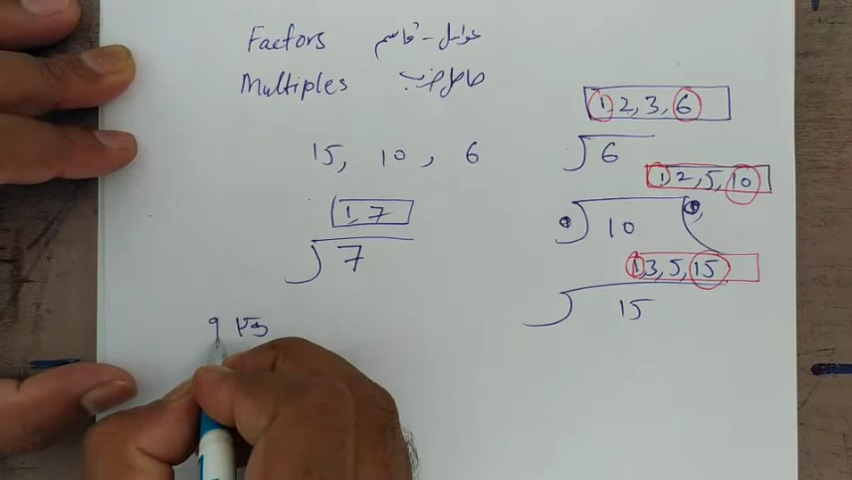 Factors عوامل - قاسم
Multiples حاصل ضرب
1, 2, 3, 6
15, 10, 6
6
1, 2, 5, 10
1, 7
10
7
1, 3, 5, 15
15
9